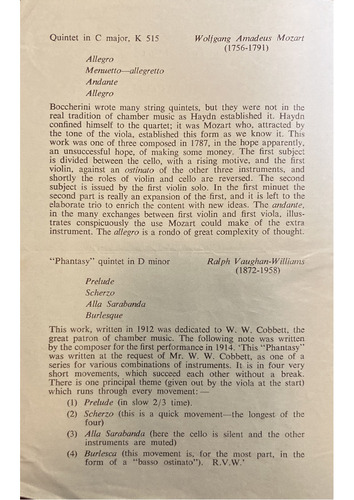 Quintet in C major, K 515 Wolfgang Amadeus Mozart
(1756-1791)
Allegro
Menuetto—allegretto
Andante
Allegro
Boccherini wrote many string quintets, but they were not in the
real tradition of chamber music as Haydn established it. Haydn
confined himself to the quartet; it was Mozart who, attracted by
the tone of the viola, established this form as we know it. This
work was one of three composed in 1787, in the hope apparently,
an unsuccessful hope, of making some money. The first subject
is divided between the cello, with a rising motive, and the first
violin, against an ostinato of the other three instruments, and
shortly the roles of violin and cello are reversed. The second
subject is issued by the first violin solo. In the first minuet the
second part is really an expansion of the first, and it is left to the
elaborate trio to enrich the content with new ideas. The andante,
in the many exchanges between first violin and first viola, illus-
trates conspicuously the use Mozart could make of the extra
instrument. The allegro is a rondo of great complexity of thought.
"Phantasy" quintet in D minor Ralph Vaughan-Williams
(1872-1958)
Prelude
Scherzo
Alla Sarabanda
Burlesque
This work, written in 1912 was dedicated to W. W. Cobbett, the
great patron of chamber music. The following note was written
by the composer for the first performance in 1914. 'This "Phantasy"
was written at the request of Mr. W. W. Cobbett, as one of a
series for various combinations of instruments. It is in four very
short movements, which succeed each other without a break.
There is one principal theme (given out by the viola at the start)
which runs through every movement:—
(1) Prelude (in slow 2/3 time).
(2) Scherzo (this is a quick movement—the longest of the
four)
(3) Alla Sarabanda (here the cello is silent and the other
instruments are muted)
(4) Burlesca (this movement is, for the most part, in the
form of a "basso ostinato"). R.V.W.'